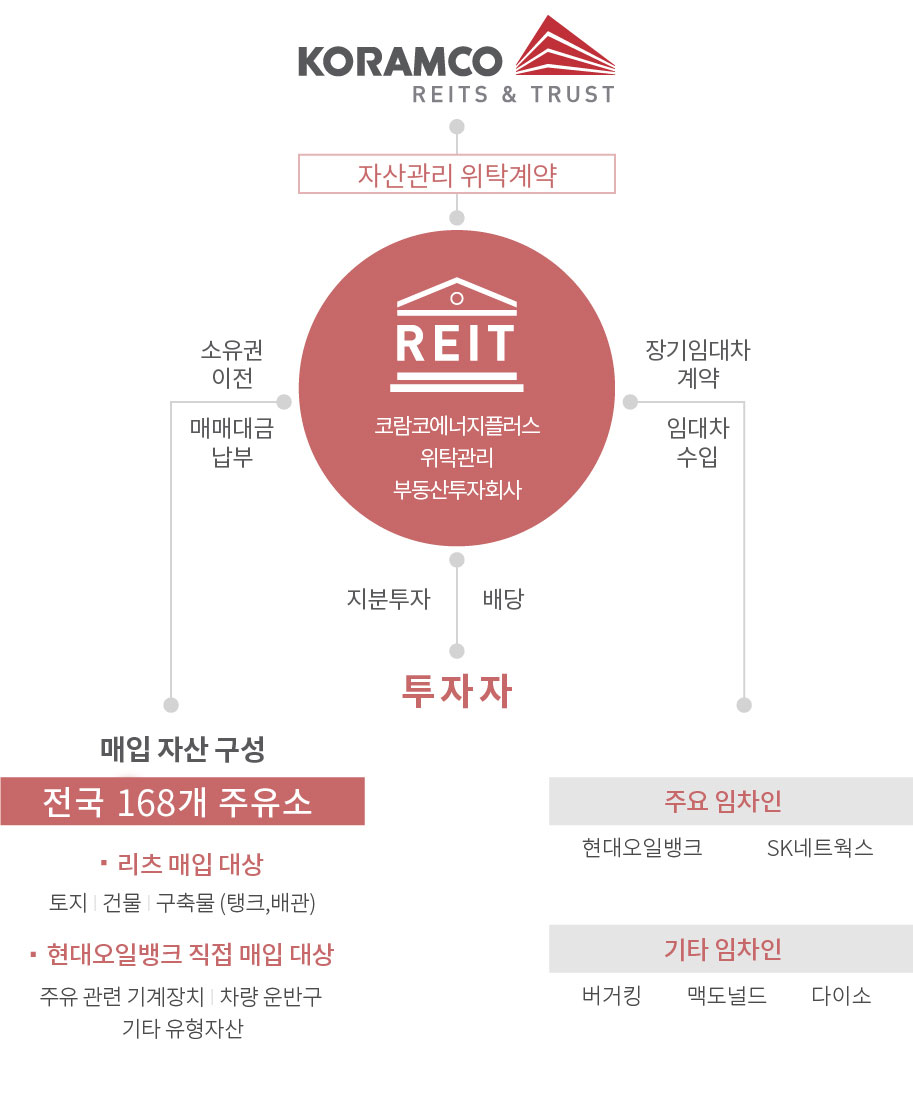 KORAMCO
REITS & TRUST
자산관리 위탁계약
REIT
코람코에너지플러스
위탁관리
부동산투자회사
소유권
이전
매매대금
납부
장기임대차
계약
임대차
수입
지분투자
배당
투자자
매입 자산 구성
전국 168개 주유소
▪ 리츠 매입 대상
토지 | 건물 | 구축물 (탱크,배관)
▪ 현대오일뱅크 직접 매입 대상
주유 관련 기계장치 | 차량 운반구
기타 유형자산
주요 임차인
현대오일뱅크 SK네트웍스
기타 임차인
버거킹 맥도널드 다이소